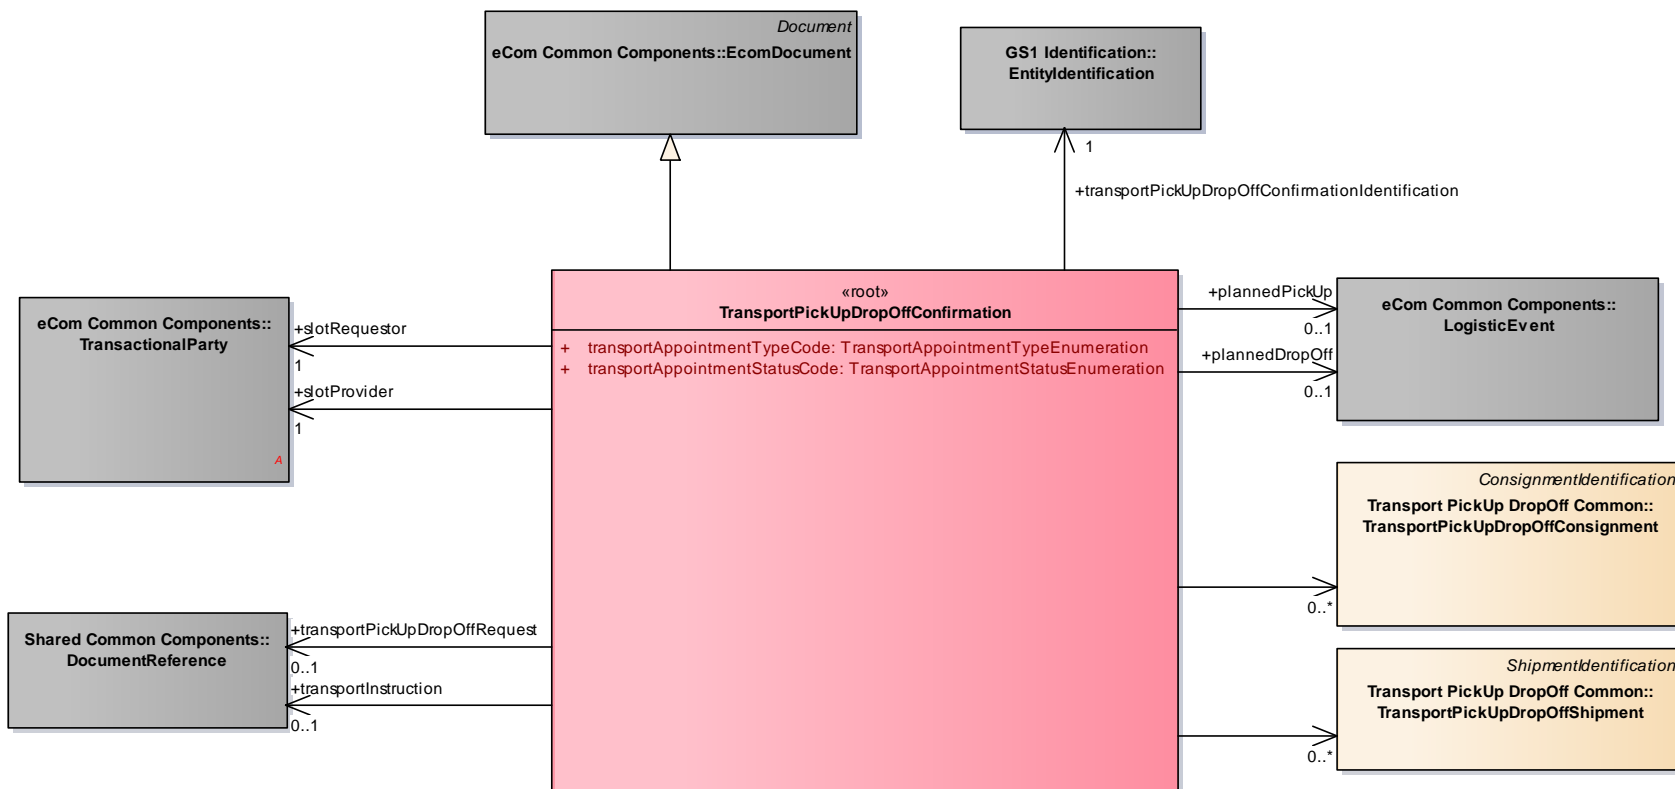 Document
eCom Common Components::EcomDocument
GS1 Identification::
EntityIdentification
1
+transportPickUpDropOffConfirmationIdentification
«root»
TransportPickUpDropOffConfirmation
+ transportAppointmentTypeCode: TransportAppointmentTypeEnumeration
+ transportAppointmentStatusCode: TransportAppointmentStatusEnumeration
eCom Common Components::
TransactionalParty
A
+slotRequestor
1
+slotProvider
1
+plannedPickUp
0..1
+plannedDropOff
0..1
eCom Common Components::
LogisticEvent
ConsignmentIdentification
Transport PickUp DropOff Common::
TransportPickUpDropOffConsignment
0..*
Shared Common Components::
DocumentReference
+transportPickUpDropOffRequest
0..1
+transportInstruction
0..1
ShipmentIdentification
Transport PickUp DropOff Common::
TransportPickUpDropOffShipment
0..*